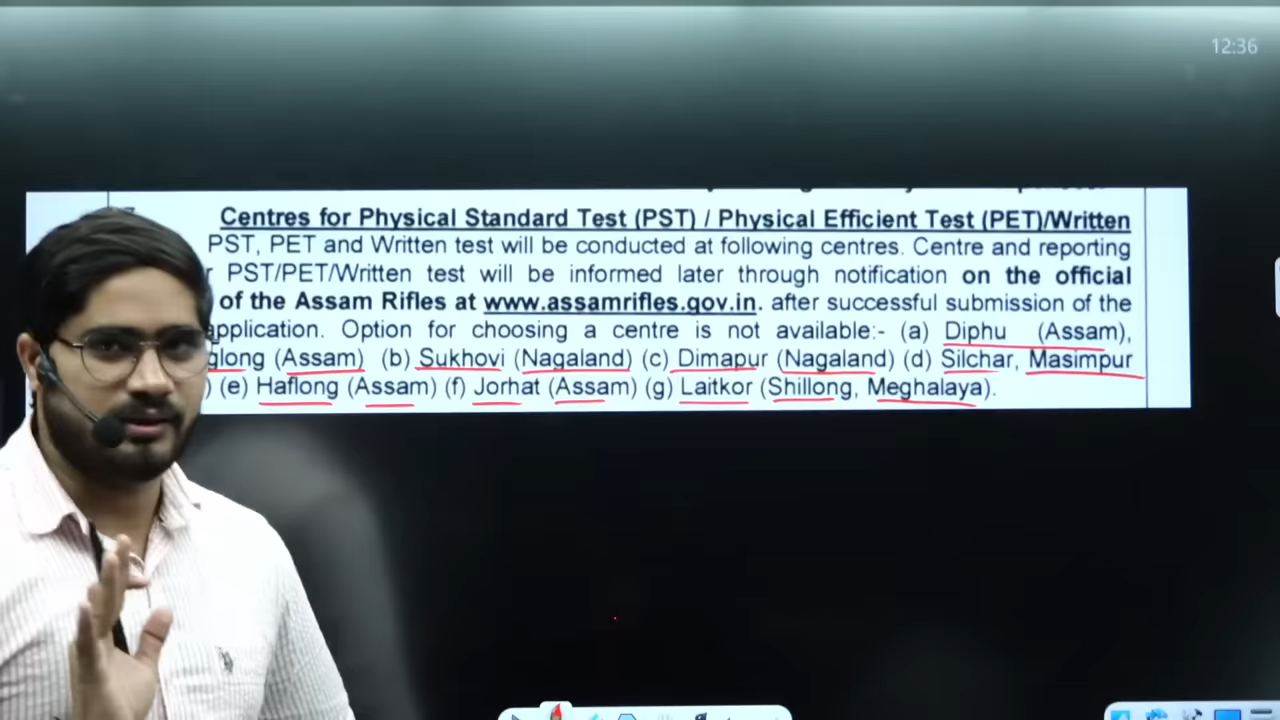 12:36
Centres for Physical Standard Test (PST) / Physical Efficient Test (PET)/Written
PST, PET and Written test will be conducted at following centres. Centre and reporting
PST/PET/Written test will be informed later through notification on the official
of the Assam Rifles at www.assamrifles.gov.in. after successful submission of the
application. Option for choosing a centre is not available:- (a) Diphu (Assam),
glong (Assam) (b) Sukhovi (Nagaland) (c) Dimapur (Nagaland) (d) Silchar, Masimpur
) (e) Haflong (Assam) (f) Jorhat (Assam) (g) Laitkor (Shillong, Meghalaya).